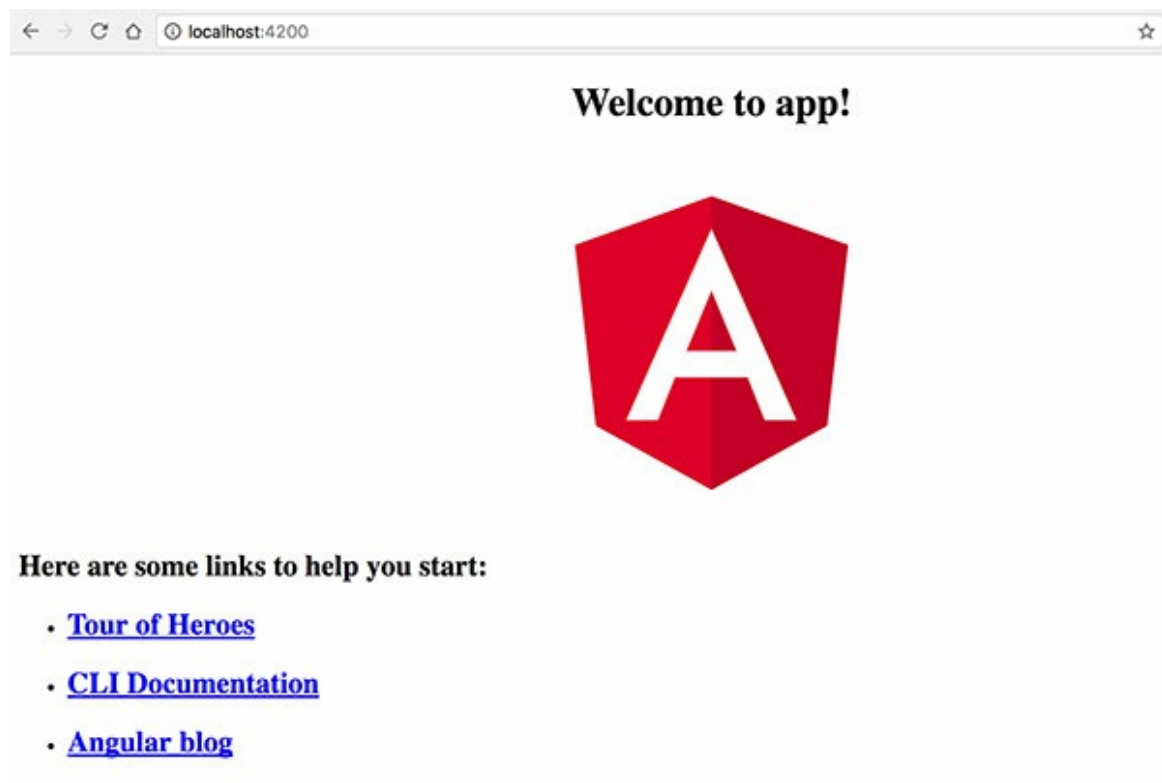 localhost:4200
Welcome to app!
A
Here are some links to help you start:
Tour of Heroes
CLI Documentation
Angular blog